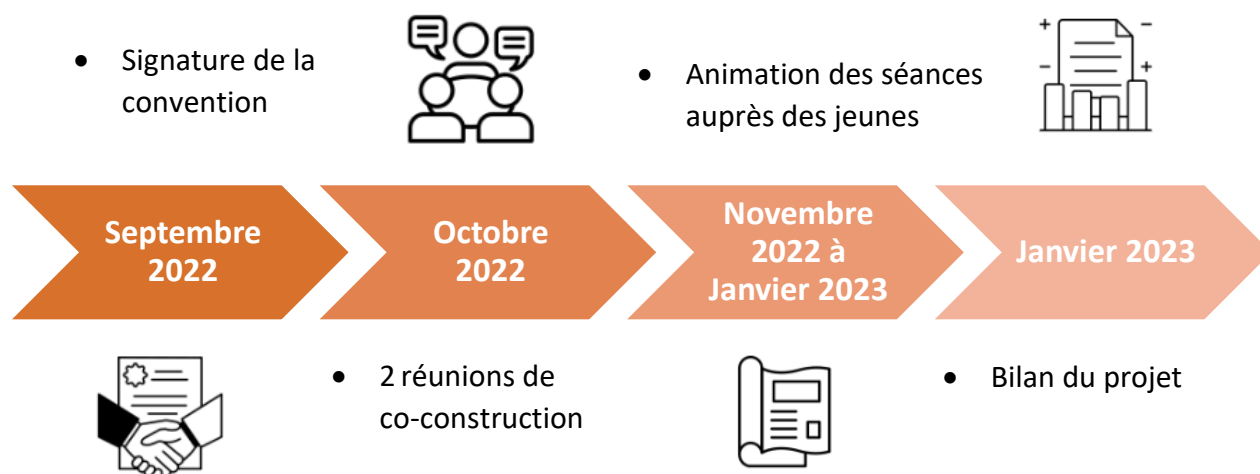 Signature de la
convention
Animation des séances
auprès des jeunes
Septembre
2022
Octobre
2022
Novembre
2022 à
Janvier 2023
Janvier 2023
2 réunions de
co-construction
Bilan du projet